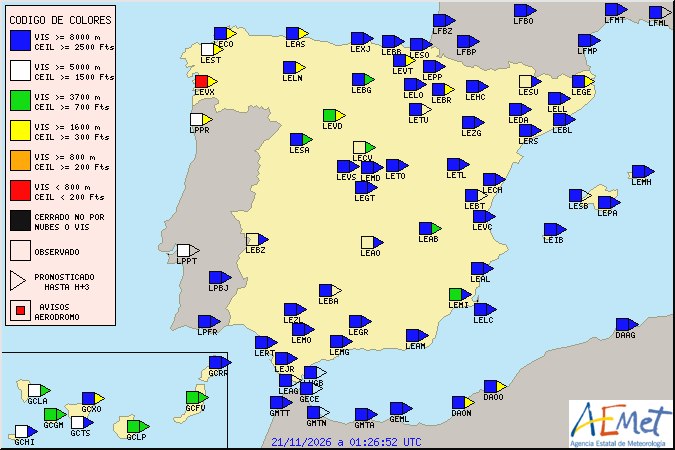 CODIGO DE COLORES
VIS >= 8000 m
CEIL >= 2500 Fts
VIS >= 5000 m
CEIL >= 1500 Fts
VIS >= 3700 m
CEIL >= 700 Fts
VIS >= 1600 m
CEIL >= 300 Fts
VIS >= 800 m
CEIL >= 200 Fts
VIS < 800 m
CEIL < 200 Fts
CERRADO NO POR
NUBES O VIS
OBSERVADO
PRONOSTICADO
HASTA H+3
AVISOS
AERODROMO
LFBO
LFMT
LFML
LFBZ
LECO
LEAS
LEXJ
LEBB
LESO
LFBP
LFMP
LEST
LEVT
LEPP
LELN
LEVX
LEBG
LELO
LEBR
LEHC
LESU
LEGE
LELL
LPPR
LEVD
LETU
LEZG
LEDA
LEBL
LERS
LESA
LECV
LEVS
LEMD
LETO
LETL
LEGT
LECH
LEMH
LEBT
LESB
LEPA
LEVC
LEAB
LEIB
LEBZ
LEAO
LPPT
LPBJ
LEAL
LEBA
LEMI
LELC
LEZL
LPFR
LEMO
LEGR
LEAM
DAAG
LERT
LEMG
LEJR
GCRR
LEAG
LXGB
GECE
DAOO
GCLA
GCXO
GCFV
GMTT
GMTN
GMTA
GEML
DAON
GCGM
GCTS
GCLP
GCHI
21/11/2026 a 01:26:52 UTC
AEMet
Agencia Estatal de Meteorología